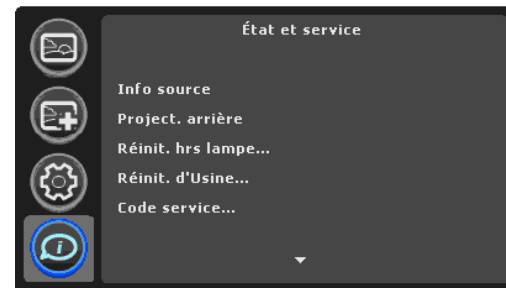 État et service
Info source
Project. arrière
Réinit. hrs lampe...
Réinit. d'Usine...
Code service...